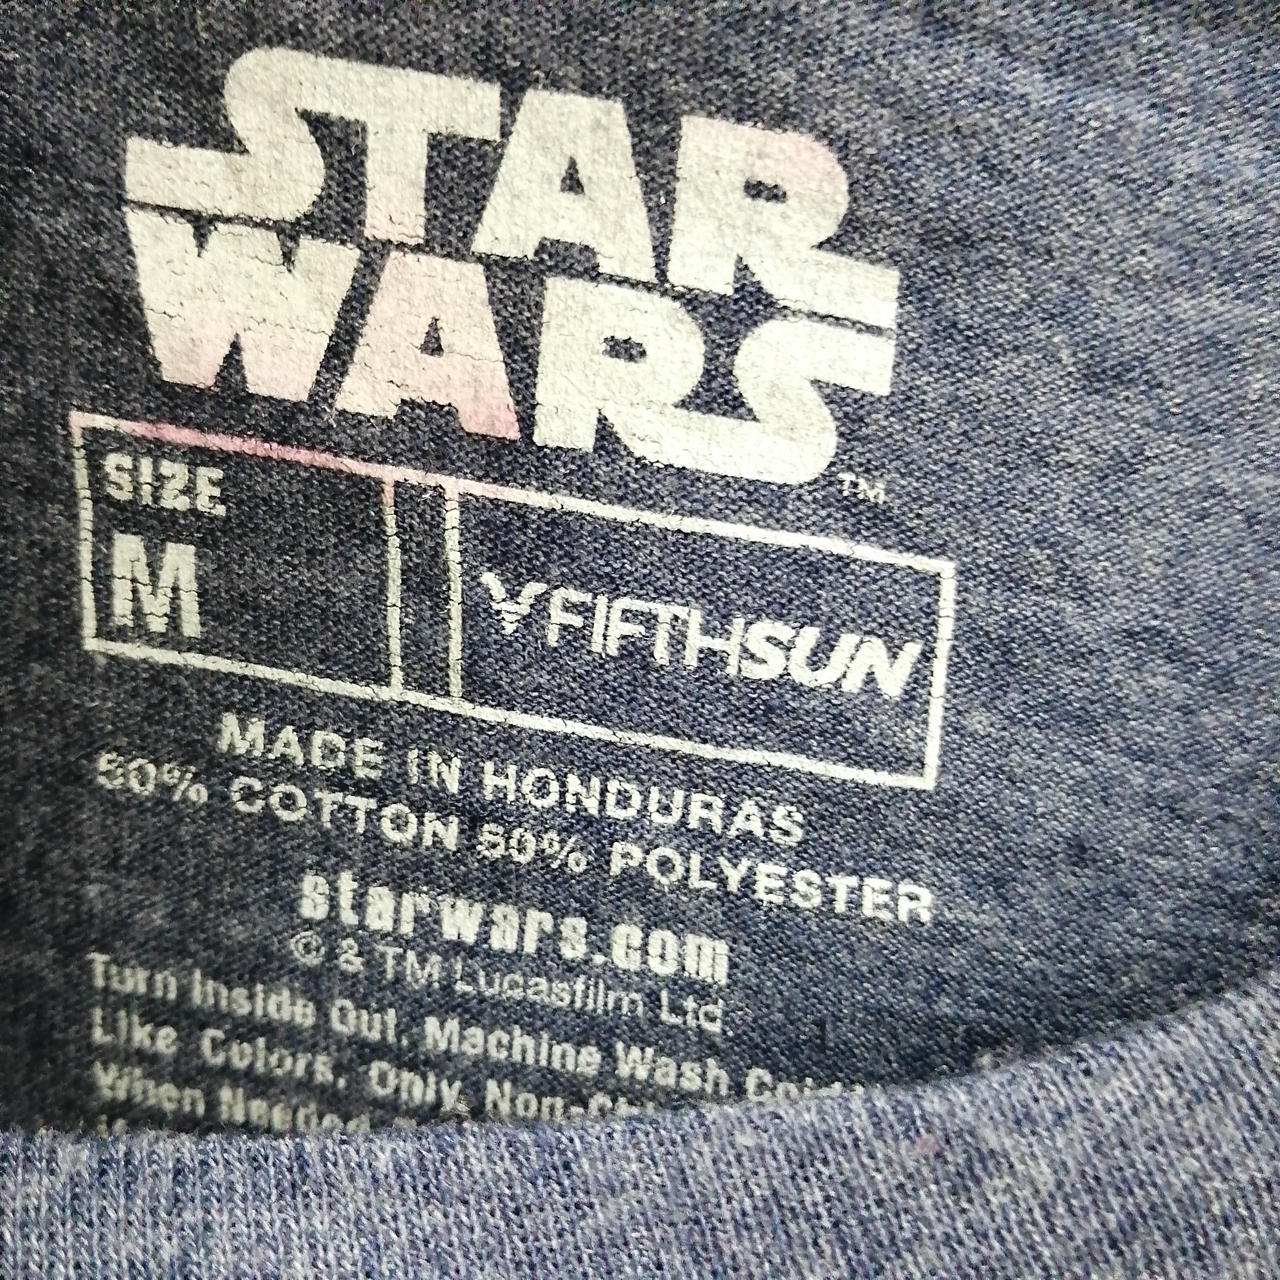 STAR
WARS
TM
SIZE
M
FIFTHSUN
MADE IN HONDURAS
50% COTTON 50% POLYESTER
starwars.com
© & TM Lucasfilm Ltd.
Turn Inside Out, Machine Wash Cold
Like Colors. Only, Non-
When Needed